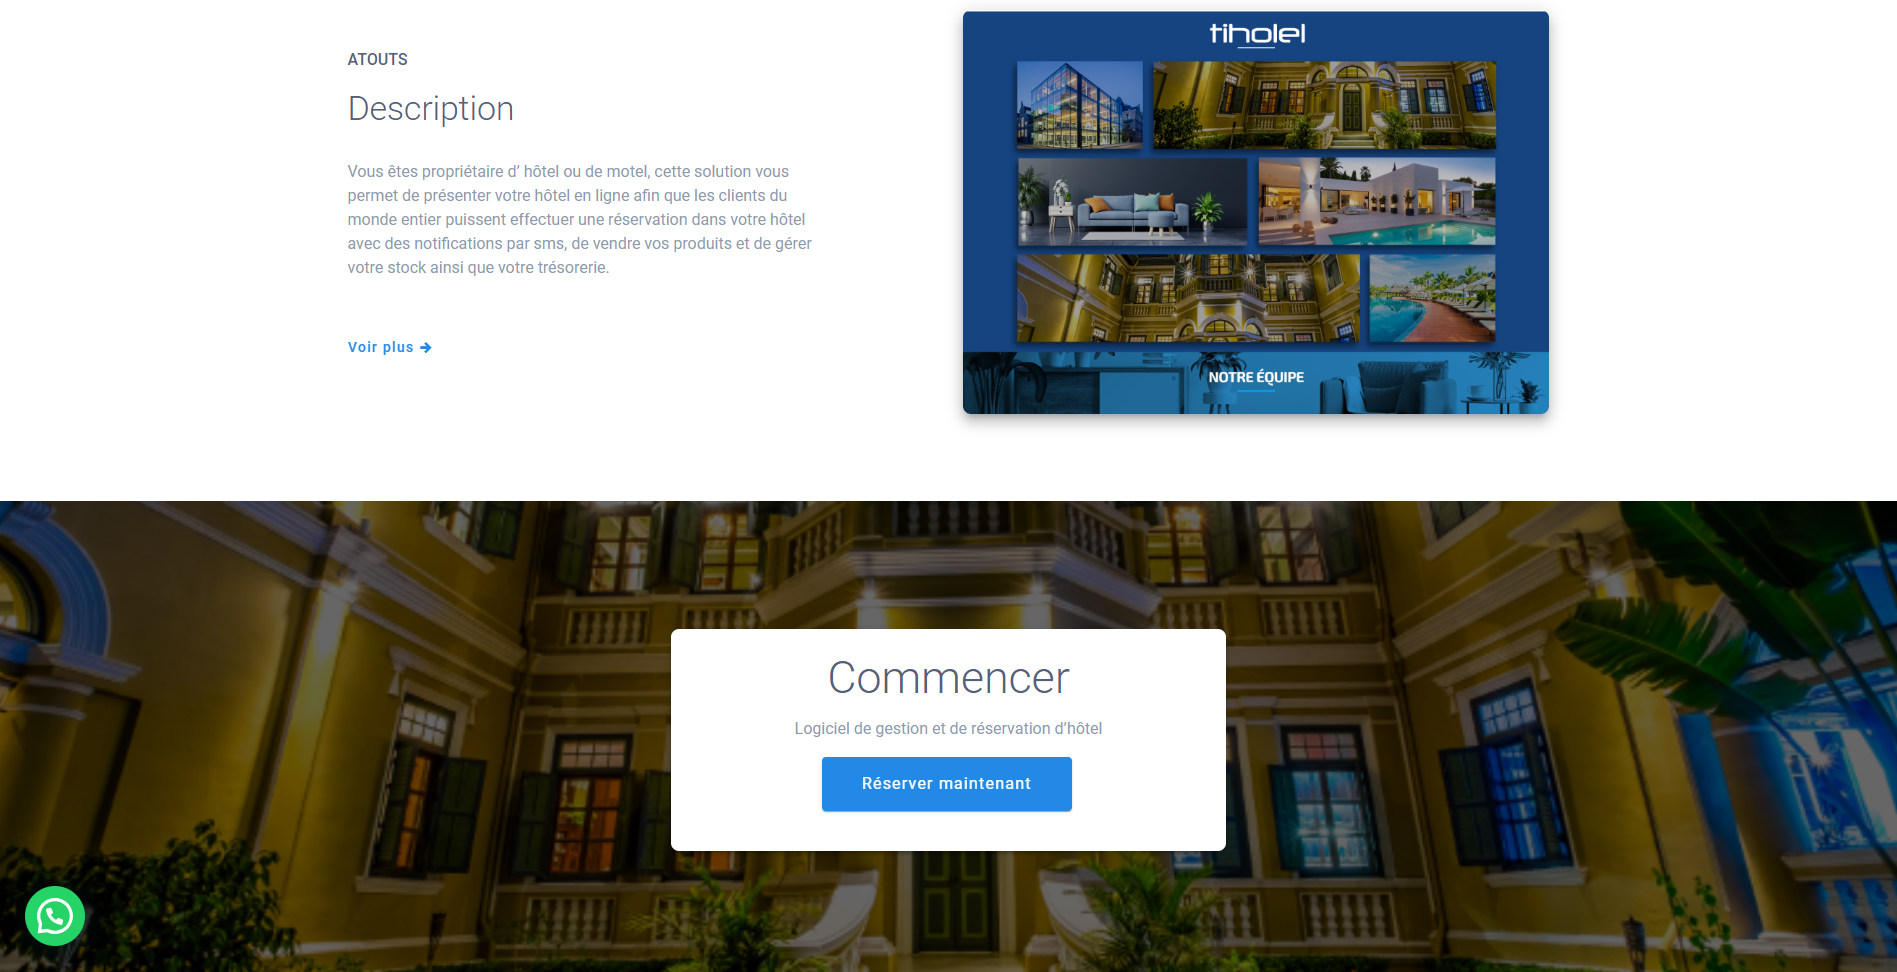 ATOUTS
Description
Vous êtes propriétaire d’ hôtel ou de motel, cette solution vous
permet de présenter votre hôtel en ligne afin que les clients du
monde entier puissent effectuer une réservation dans votre hôtel
avec des notifications par sms, de vendre vos produits et de gérer
votre stock ainsi que votre trésorerie.
Voir plus
tiholel
NOTRE ÉQUIPE
Commencer
Logiciel de gestion et de réservation d’hôtel
Réserver maintenant